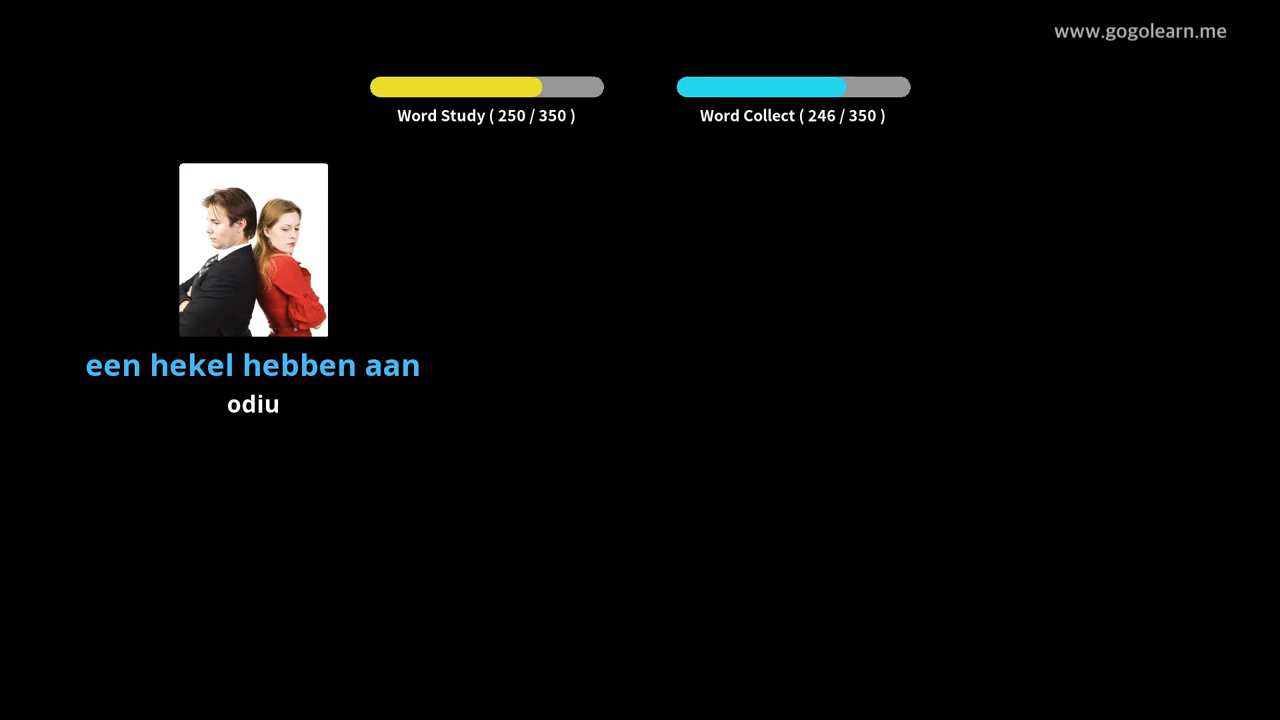 www.gogolearn.me
Word Study ( 250 / 350 )
Word Collect ( 246 / 350 )
een hekel hebben aan
odiu